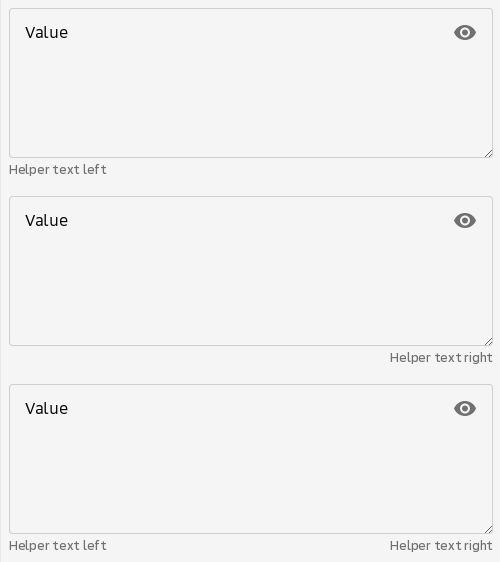 Value
Helper text left
Value
Helper text right
Value
Helper text left Helper text right